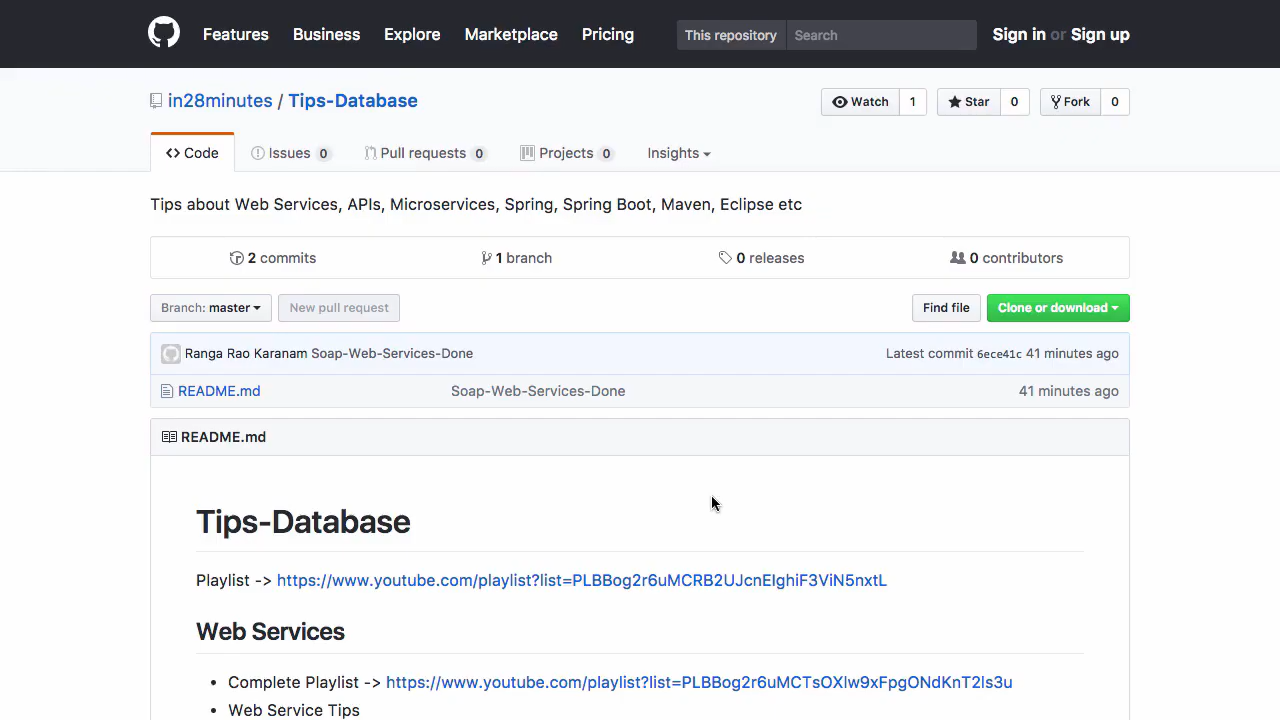 Features Business Explore Marketplace Pricing This repository Search Sign in or Sign up
in28minutes / Tips-Database Watch 1 Star 0 Fork 0
Code Issues 0 Pull requests 0 Projects 0 Insights
Tips about Web Services, APIs, Microservices, Spring, Spring Boot, Maven, Eclipse etc
2 commits 1 branch 0 releases 0 contributors
Branch: master New pull request Find file Clone or download
Ranga Rao Karanam Soap-Web-Services-Done Latest commit 6ece41c 41 minutes ago
README.md Soap-Web-Services-Done 41 minutes ago
README.md
Tips-Database
Playlist -> https://www.youtube.com/playlist?list=PLBBog2r6uMCRB2UJcnEIghiF3ViN5nxtL
Web Services
• Complete Playlist -> https://www.youtube.com/playlist?list=PLBBog2r6uMCTsOXlw9xFpgONdKnT2ls3u
• Web Service Tips